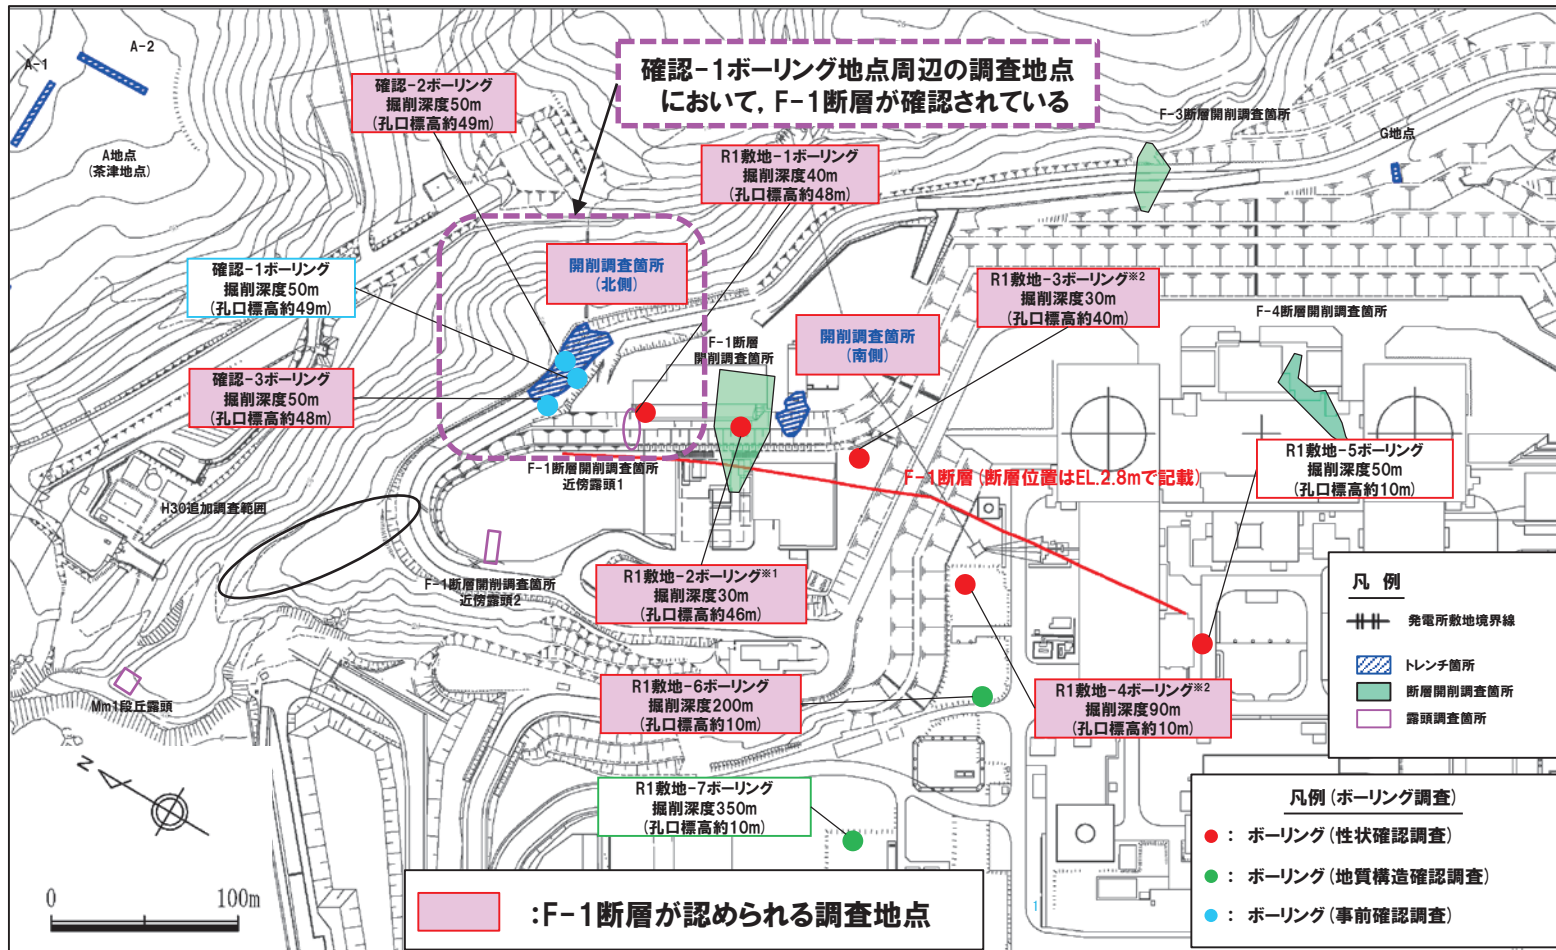 A-2
A-1
A地点
(茶津地点)
確認-2ボーリング
掘削深度50m
(孔口標高約49m)
確認-1ボーリング地点周辺の調査地点
において，F-1断層が確認されている
F-3断層開削調査箇所
G地点
R1敷地-1ボーリング
掘削深度40m
(孔口標高約48m)
確認-1ボーリング
掘削深度50m
(孔口標高約49m)
開削調査箇所
(北側)
R1敷地-3ボーリング※2
掘削深度30m
(孔口標高約40m)
F-4断層開削調査箇所
F-1断層
開削調査箇所
開削調査箇所
(南側)
確認-3ボーリング
掘削深度50m
(孔口標高約48m)
F-1断層開削調査箇所
近傍露頭1
F-1断層(断層位置はEL.2.8mで記載)
R1敷地-5ボーリング
掘削深度50m
(孔口標高約10m)
H30追加調査範囲
F-1断層開削調査箇所
近傍露頭2
R1敷地-2ボーリング※1
掘削深度30m
(孔口標高約46m)
Mm1段丘露頭
R1敷地-6ボーリング
掘削深度200m
(孔口標高約10m)
R1敷地-4ボーリング※2
掘削深度90m
(孔口標高約10m)
R1敷地-7ボーリング
掘削深度350m
(孔口標高約10m)
凡 例
発電所敷地境界線
トレンチ箇所
断層開削調査箇所
露頭調査箇所
凡例(ボーリング調査)
： ボーリング(性状確認調査)
： ボーリング(地質構造確認調査)
： ボーリング(事前確認調査)
N
0 100m
：F-1断層が認められる調査地点
1